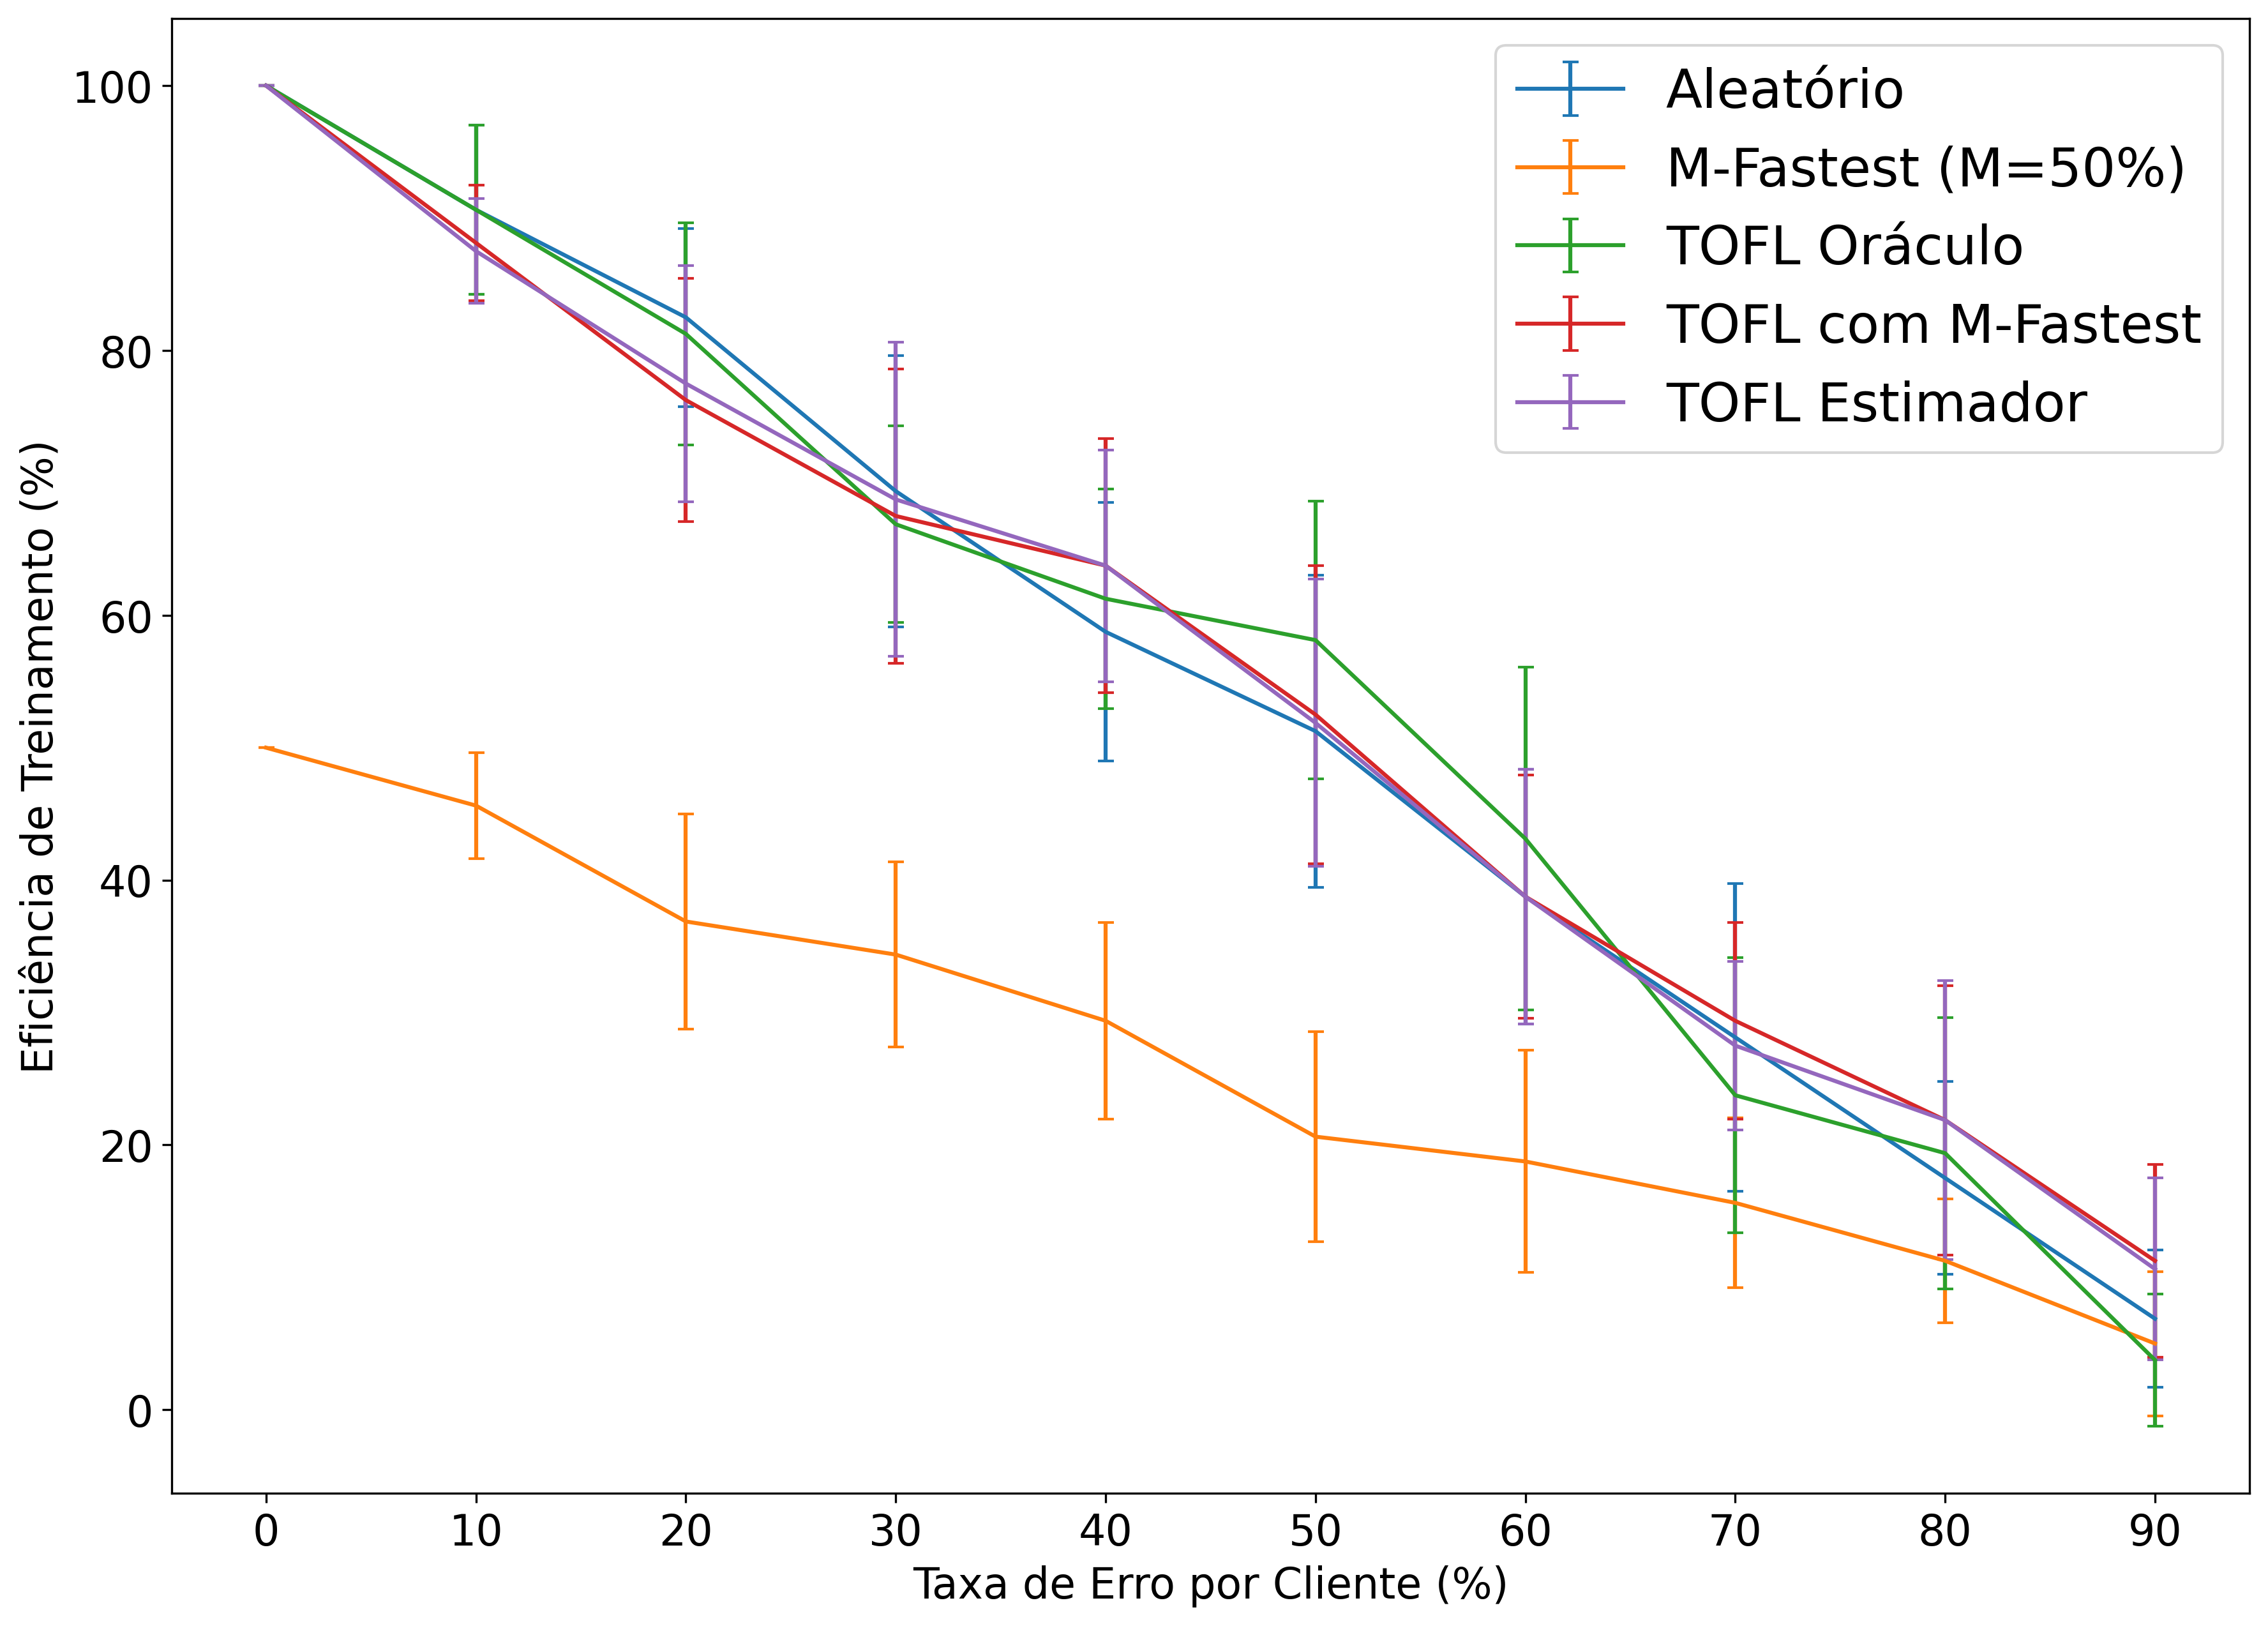 Aleatório
M-Fastest (M=50%)
TOFL Oráculo
TOFL com M-Fastest
TOFL Estimador
Eficiência de Treinamento (%)
100
80
60
40
20
0
0 10 20 30 40 50 60 70 80 90
Taxa de Erro por Cliente (%)